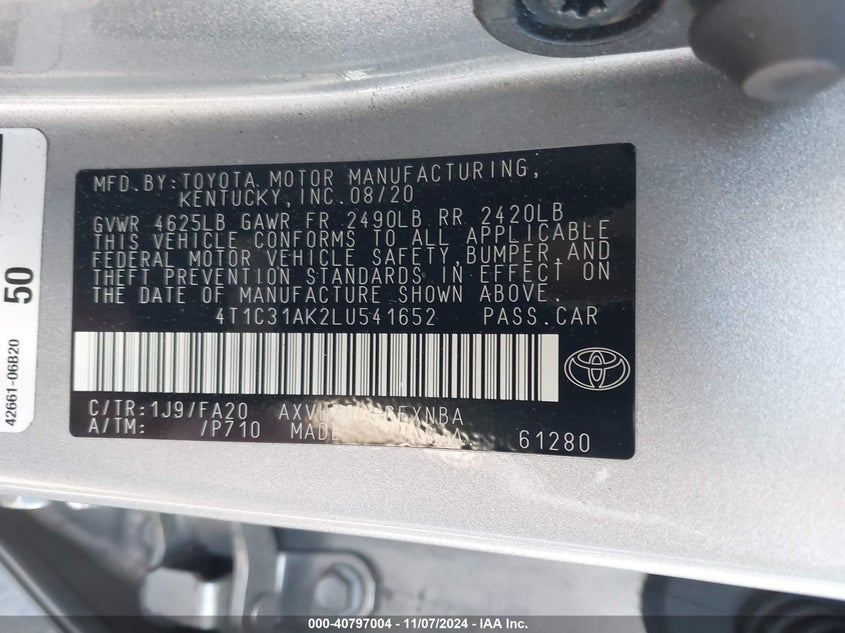 MFD. BY: TOYOTA MOTOR MANUFACTURING,
KENTUCKY, INC. 08/20
GVWR 4625LB GAWR FR 2490LB RR 2420LB
THIS VEHICLE CONFORMS TO ALL APPLICABLE
FEDERAL MOTOR VEHICLE SAFETY, BUMPER, AND
THEFT PREVENTION STANDARDS IN EFFECT ON
THE DATE OF MANUFACTURE SHOWN ABOVE.
4T1C31AK2LU541652 PASS. CAR
C/TR: 1J9/FA20
A/TM: /P710 MADE 61280
50
42661-06B20
000-40797004 - 11/07/2024 - IAA Inc.